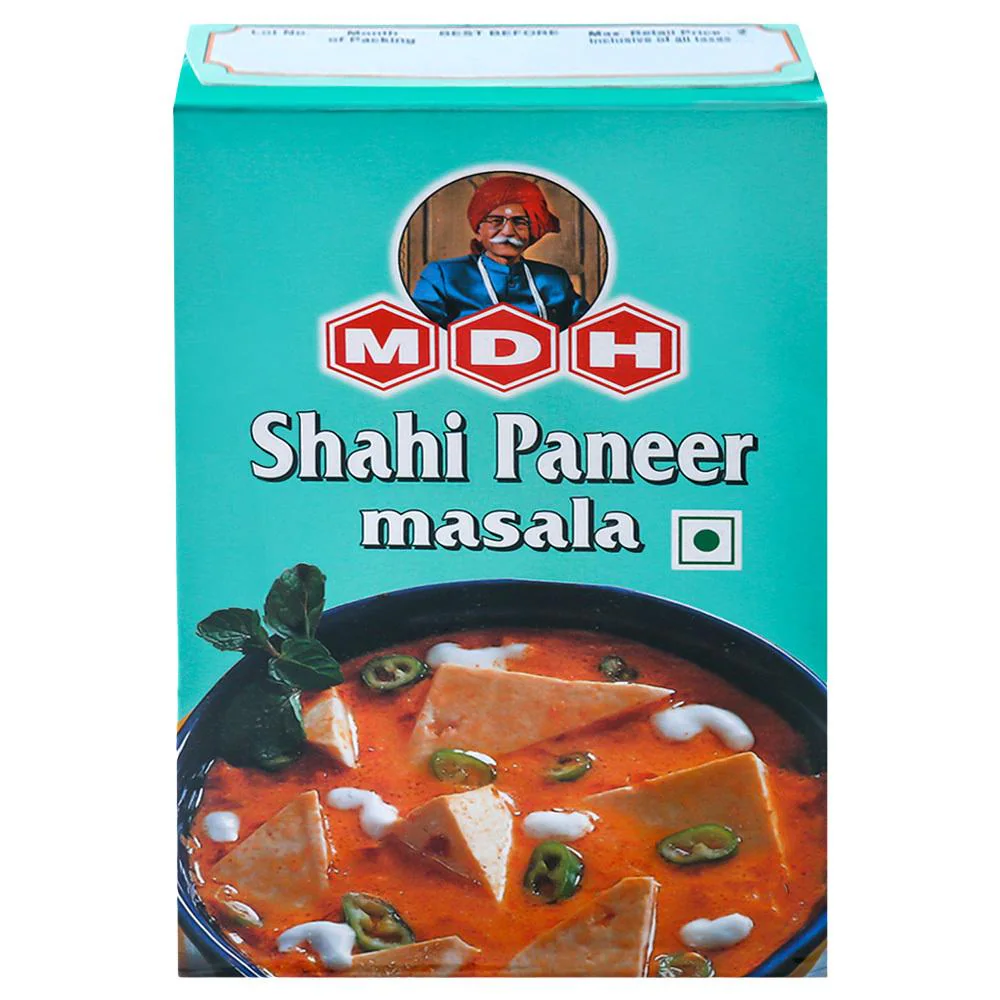 Lot No. Month BEST BEFORE Max. Retail Price : ₹
of Packing Inclusive of all taxes
MDH
Shahi Paneer
masala